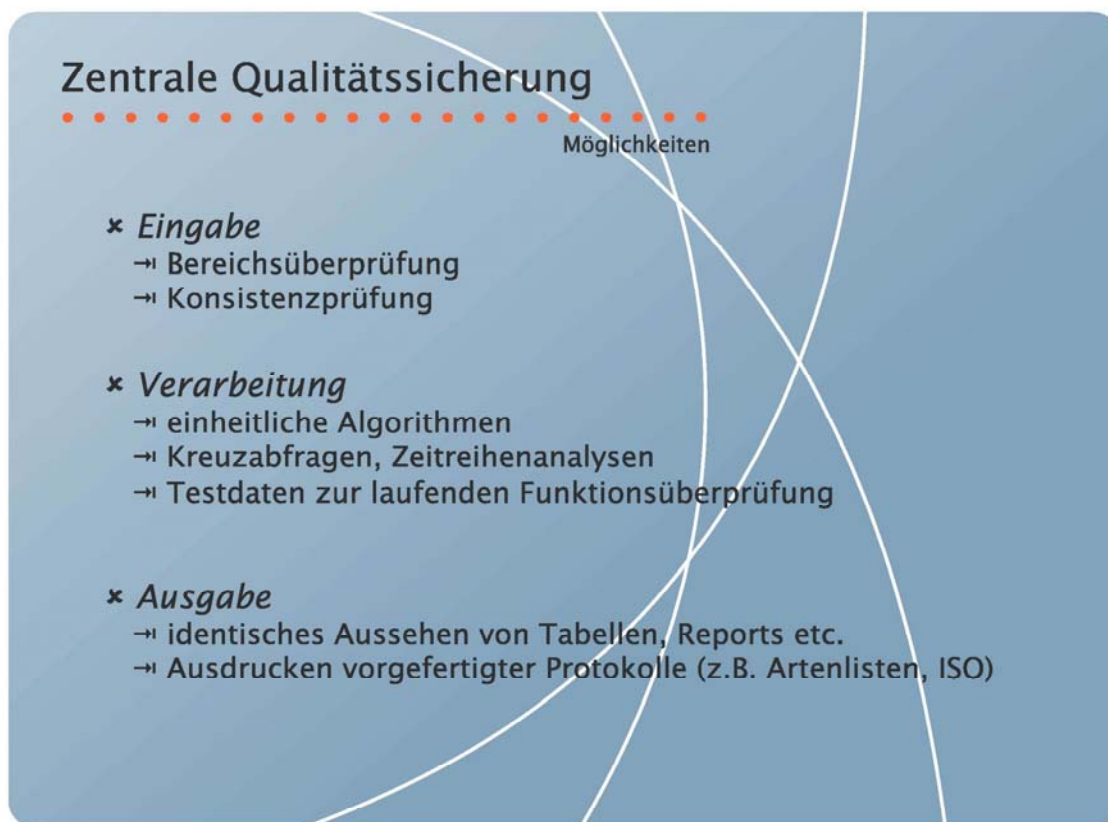 Zentrale Qualitätssicherung
Möglichkeiten
✘ Eingabe
⇥ Bereichsüberprüfung
⇥ Konsistenzprüfung
✘ Verarbeitung
⇥ einheitliche Algorithmen
⇥ Kreuzabfragen, Zeitreihenanalysen
⇥ Testdaten zur laufenden Funktionsüberprüfung
✘ Ausgabe
⇥ identisches Aussehen von Tabellen, Reports etc.
⇥ Ausdrucken vorgefertigter Protokolle (z.B. Artenlisten, ISO)